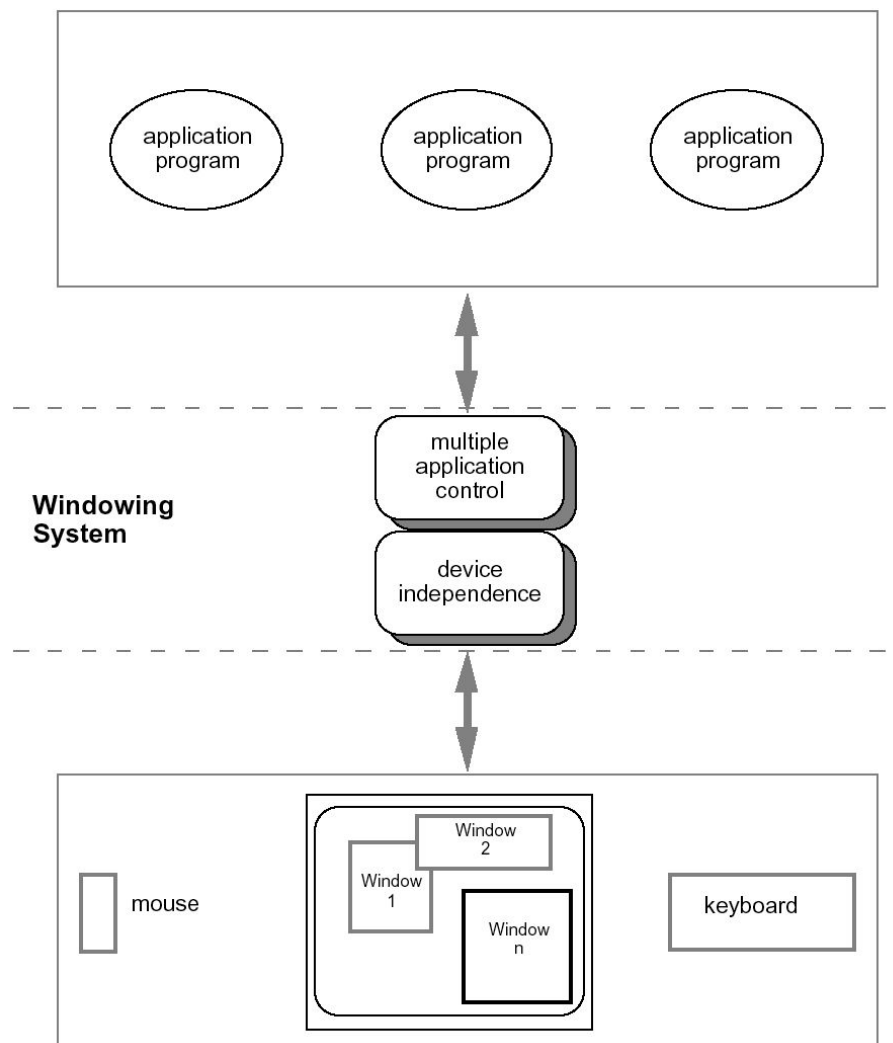 application
program
application
program
application
program
multiple
application
control
Windowing
System
device
independence
Window
2
Window
1
mouse
keyboard
Window
n